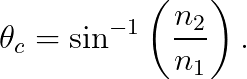 θ_c = sin⁻¹ (n₂/n₁).